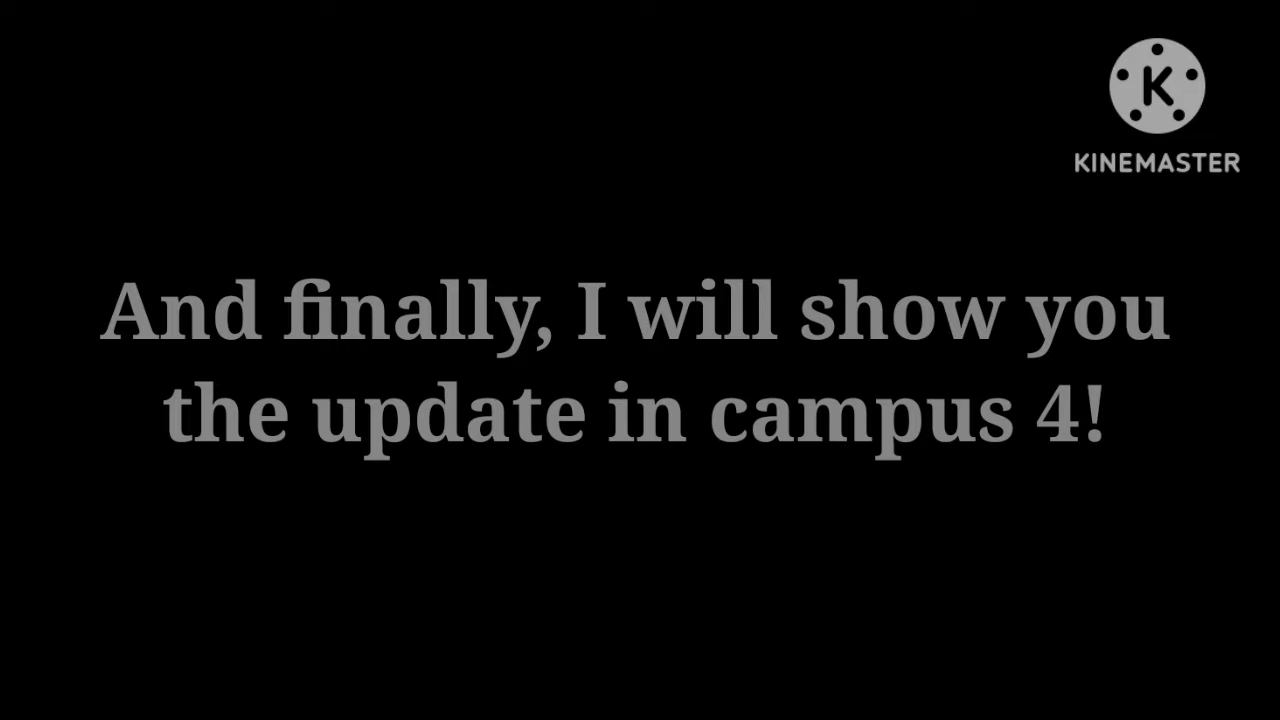 K
KINEMASTER
And finally, I will show you
the update in campus 4!